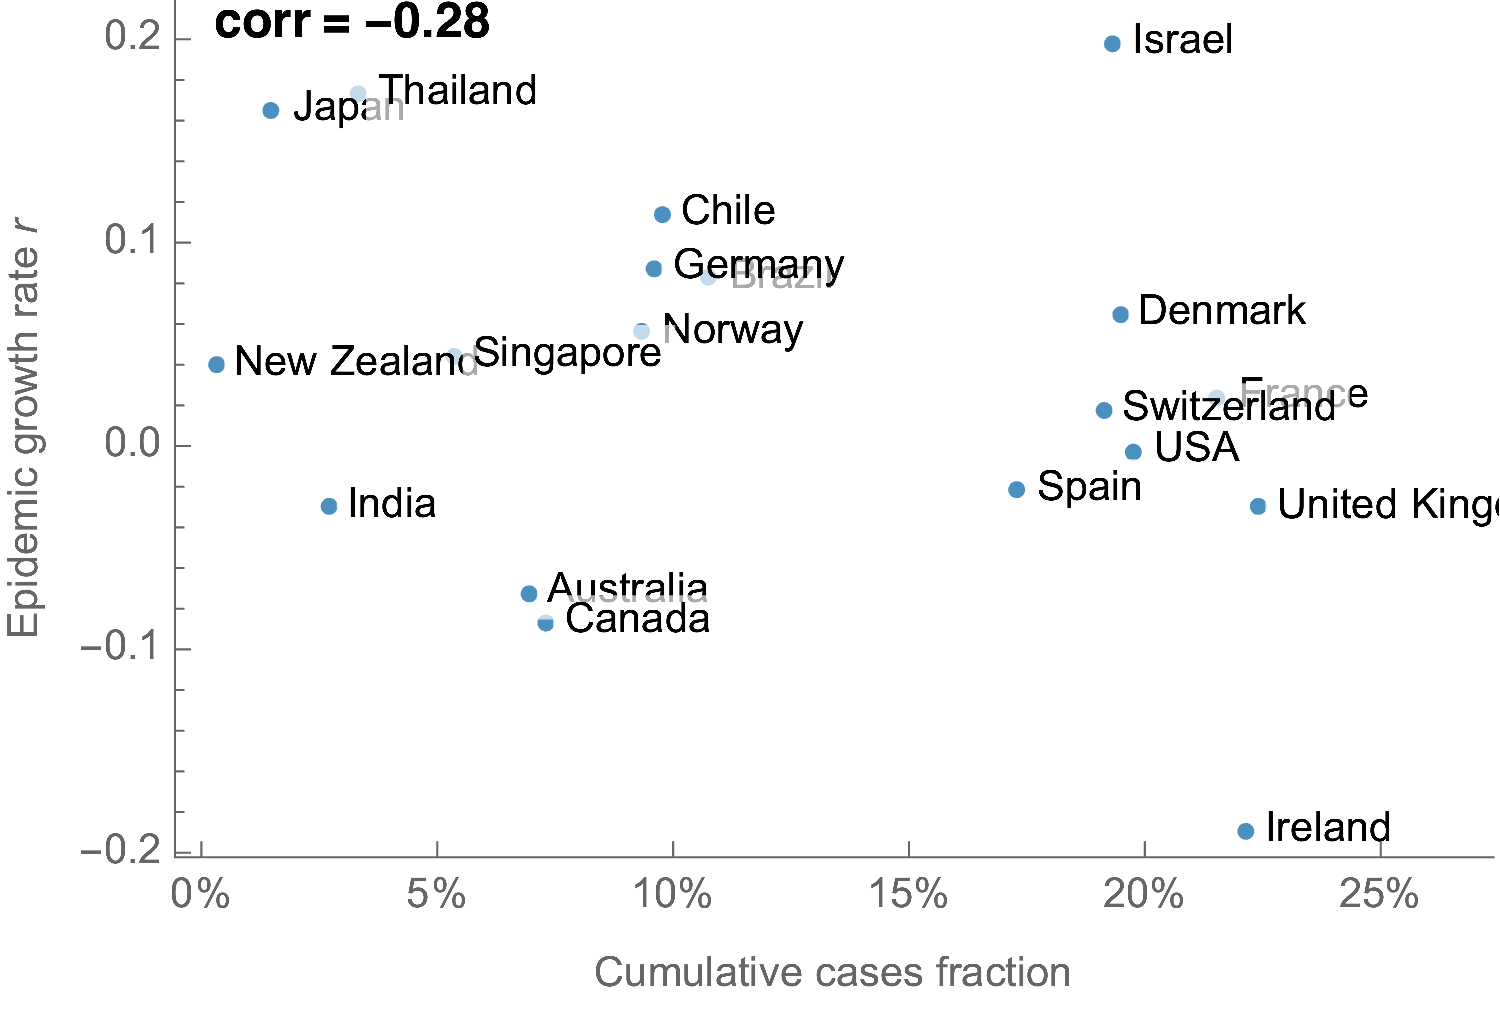 corr = −0.28
0.2
Israel
Thailand
Japan
Chile
0.1
Germany
Brazil
Denmark
Norway
Singapore
New Zealand
France
Switzerland
0.0
USA
Spain
India
United Kingd
Australia
Canada
−0.1
Ireland
−0.2
0% 5% 10% 15% 20% 25%
Cumulative cases fraction
Epidemic growth rate r